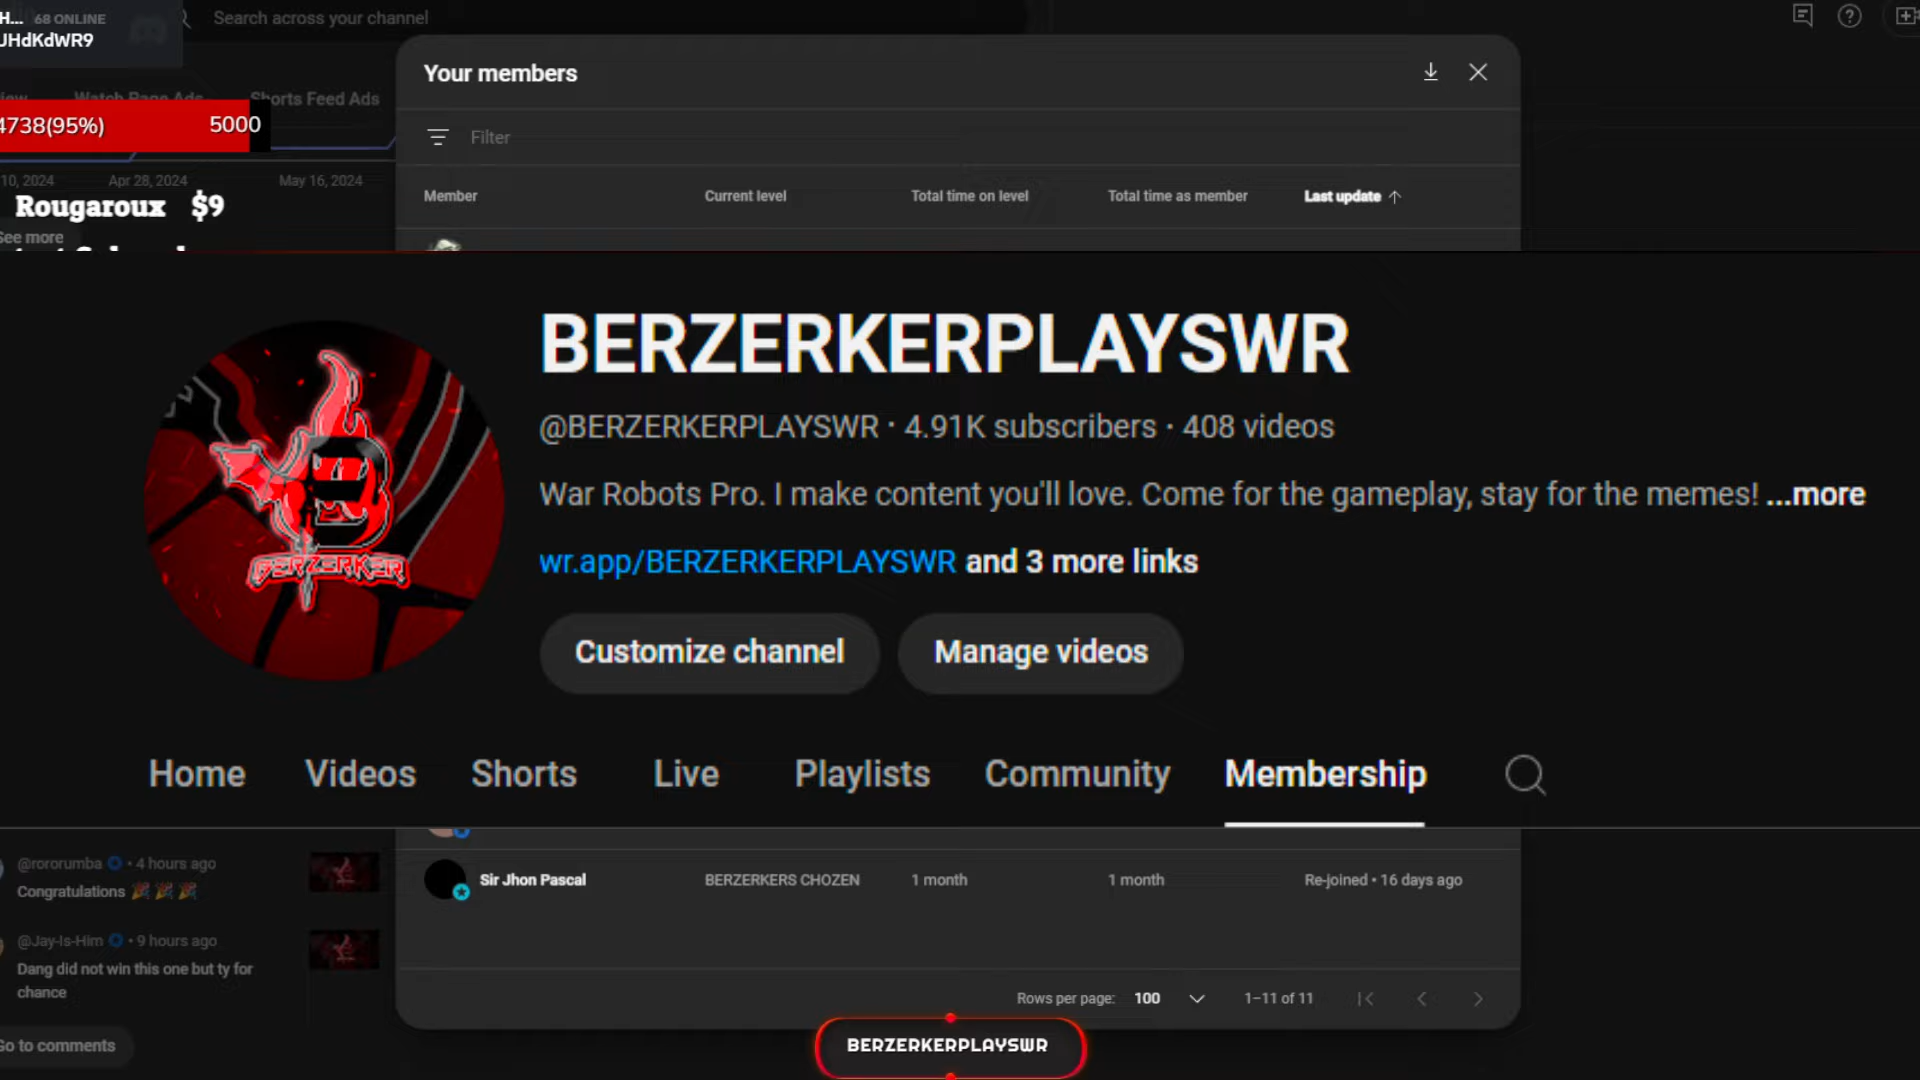 H... 68 ONLINE
JHdKdWR9
Search across your channel
Watch Page Ads
Shorts Feed Ads
4738(95%) 5000
10, 2024 Apr 28, 2024 May 16, 2024
Rougaroux $9
See more
Your members
Filter
Member Current level Total time on level Total time as member Last update
BERZERKERPLAYSWR
@BERZERKERPLAYSWR · 4.91K subscribers · 408 videos
War Robots Pro. I make content you'll love. Come for the gameplay, stay for the memes! ...more
wr.app/BERZERKERPLAYSWR and 3 more links
Customize channel Manage videos
BERZERKER
Home Videos Shorts Live Playlists Community Membership
@rororumba • 4 hours ago
Congratulations 🎉 🎉 🎉
@Jay-Is-Him • 9 hours ago
Dang did not win this one but ty for
chance
Go to comments
Sir Jhon Pascal BERZERKERS CHOZEN 1 month 1 month Re-joined • 16 days ago
Rows per page: 100 1–11 of 11
BERZERKERPLAYSWR